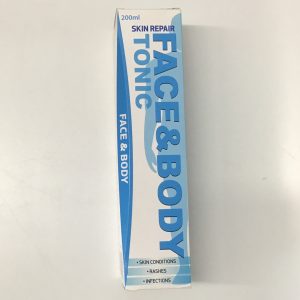 200ml
SKIN REPAIR
FACE&BODY
TONIC
FACE & BODY
• SKIN CONDITIONS
• RASHES
• INFECTIONS